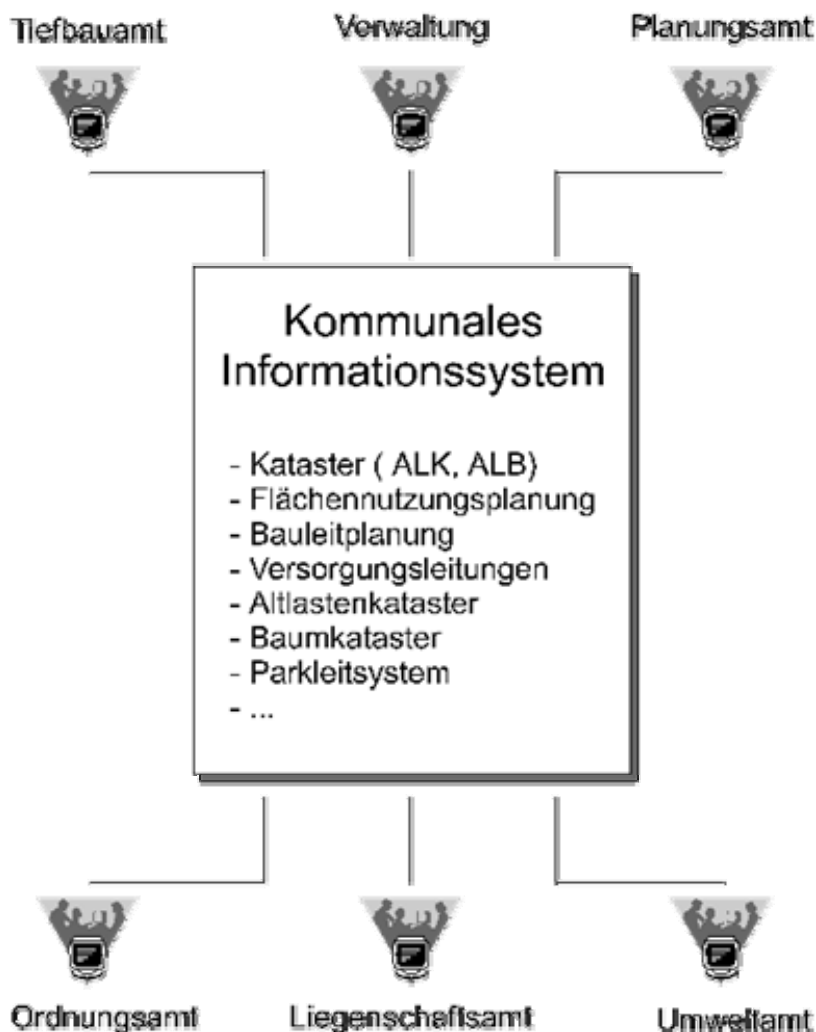 Tiefbauamt Verwaltung Planungsamt
Kommunales
Informationssystem
- Kataster ( ALK, ALB)
- Flächennutzungsplanung
- Bauleitplanung
- Versorgungsleitungen
- Altlastenkataster
- Baumkataster
- Parkleitsystem
- ...
Ordnungsamt Liegenschaftsamt Umweltamt